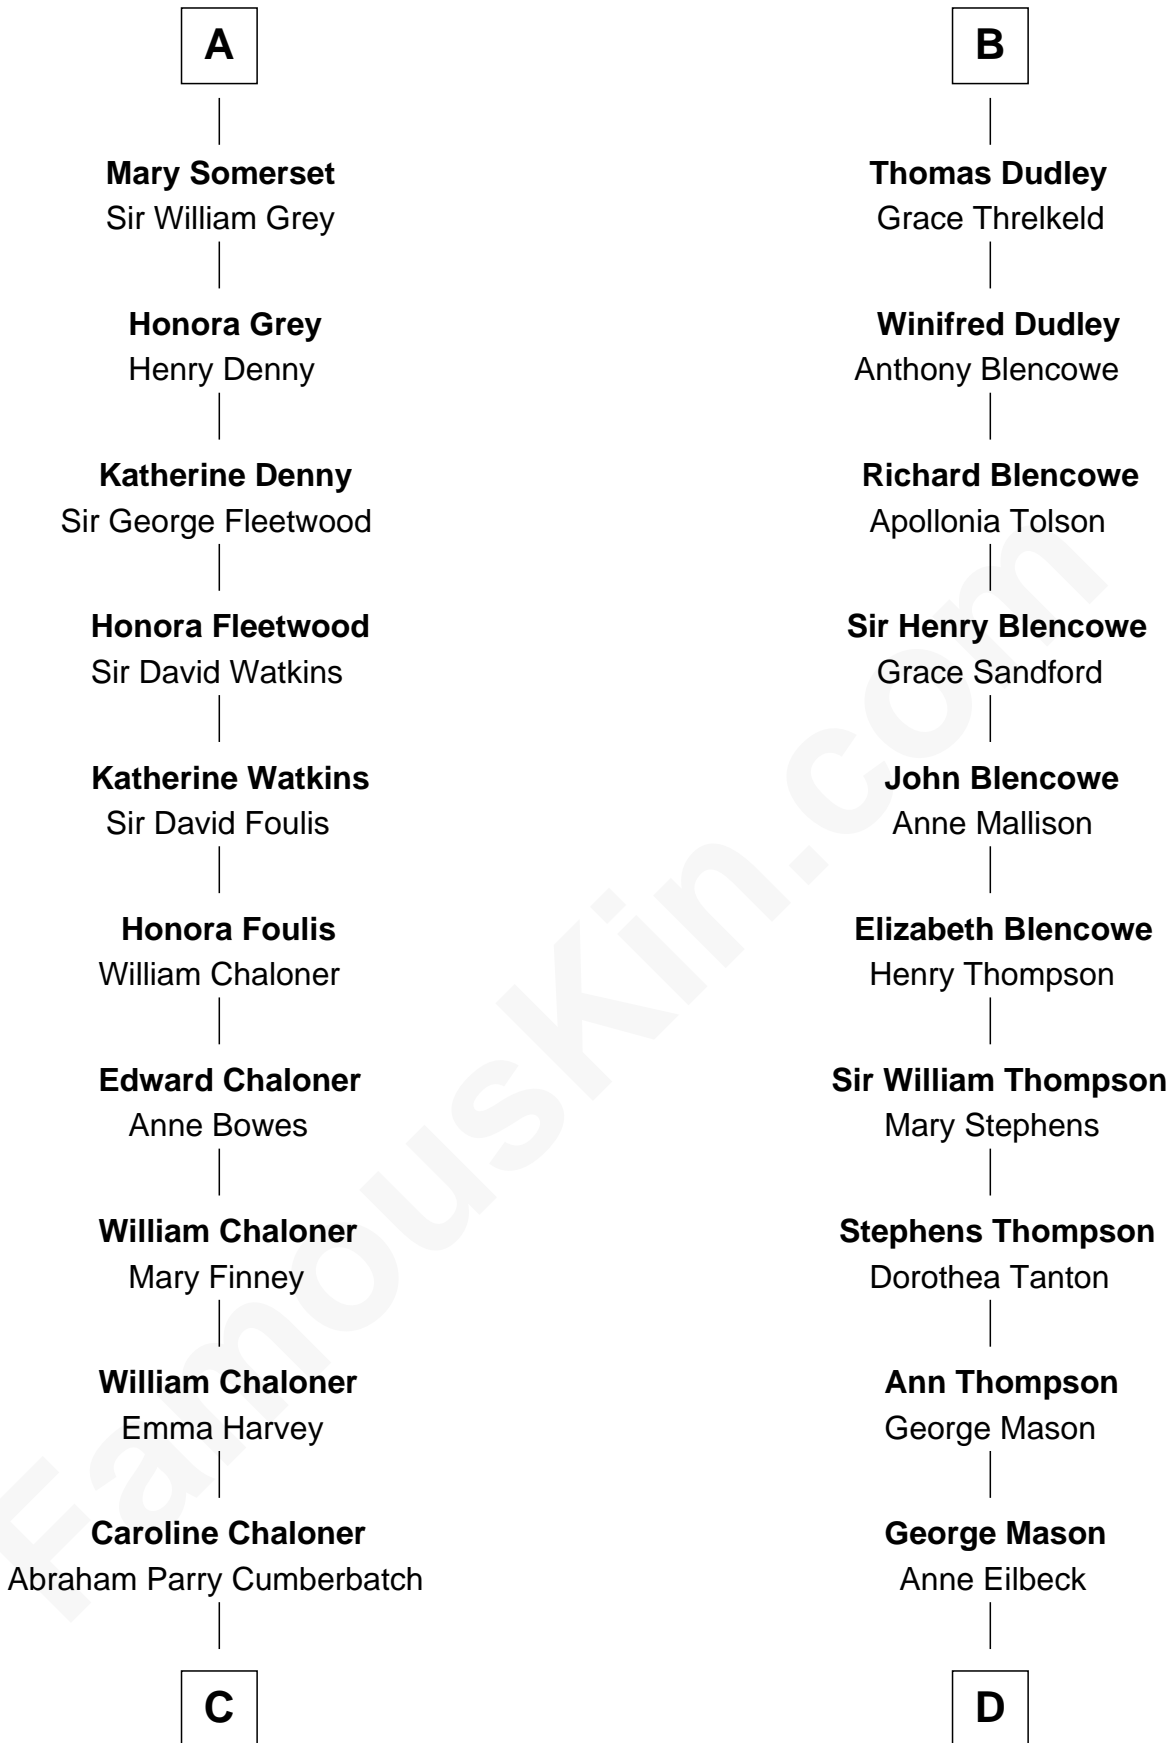 A
Mary Somerset
Sir William Grey
Honora Grey
Henry Denny
Katherine Denny
Sir George Fleetwood
Honora Fleetwood
Sir David Watkins
Katherine Watkins
Sir David Foulis
Honora Foulis
William Chaloner
Edward Chaloner
Anne Bowes
William Chaloner
Mary Finney
William Chaloner
Emma Harvey
Caroline Chaloner
Abraham Parry Cumberbatch
C
B
Thomas Dudley
Grace Threlkeld
Winifred Dudley
Anthony Blencowe
Richard Blencowe
Apollonia Tolson
Sir Henry Blencowe
Grace Sandford
John Blencowe
Anne Mallison
Elizabeth Blencowe
Henry Thompson
Sir William Thompson
Mary Stephens
Stephens Thompson
Dorothea Tanton
Ann Thompson
George Mason
George Mason
Anne Eilbeck
D
FamousKin.com